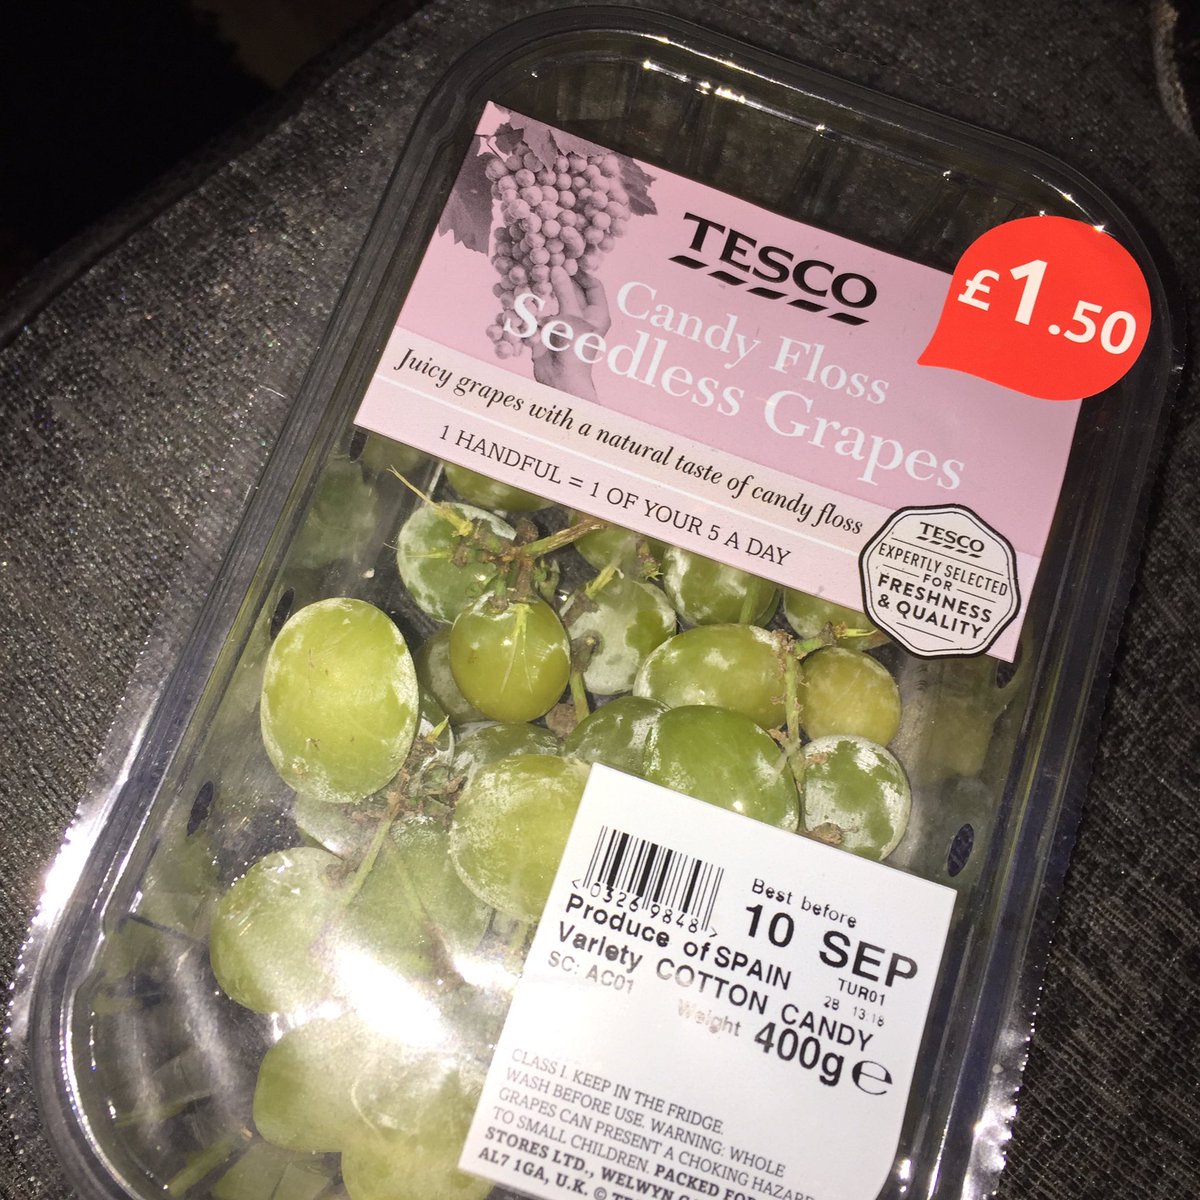 TESCO
£1.50
Candy Floss
Seedless Grapes
Juicy grapes with a natural taste of candy floss
1 HANDFUL = 1 OF YOUR 5 A DAY
TESCO
EXPERTLY SELECTED
FOR
FRESHNESS
& QUALITY
<03269848>
Best before
10 SEP
Produce of SPAIN
TUR01
Variety COTTON CANDY
28 13:18
SC: AC01
Weight 400g e
CLASS I. KEEP IN THE FRIDGE.
WASH BEFORE USE. WARNING: WHOLE
GRAPES CAN PRESENT A CHOKING HAZARD
TO SMALL CHILDREN. PACKED FOR
STORES LTD., WELWYN
AL7 1GA, U.K. ©